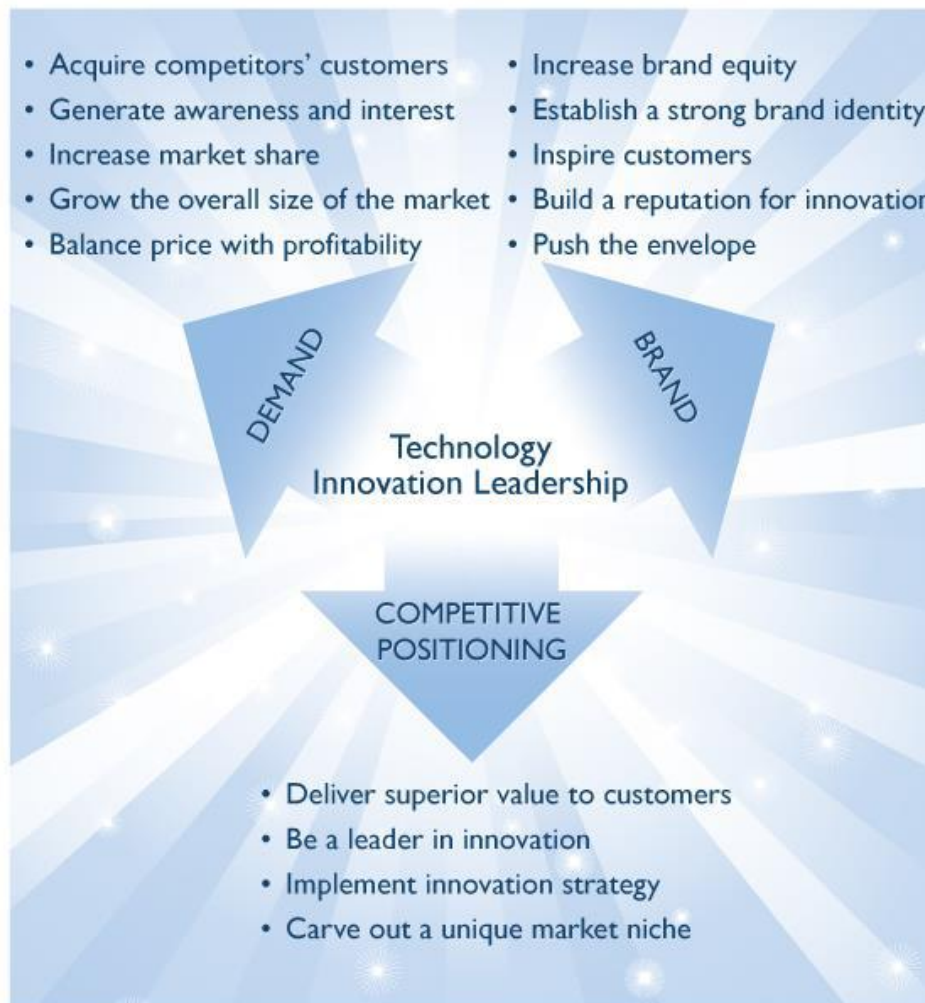 • Acquire competitors’ customers
• Generate awareness and interest
• Increase market share
• Grow the overall size of the market
• Balance price with profitability
• Increase brand equity
• Establish a strong brand identity
• Inspire customers
• Build a reputation for innovation
• Push the envelope
DEMAND
BRAND
Technology
Innovation Leadership
COMPETITIVE
POSITIONING
• Deliver superior value to customers
• Be a leader in innovation
• Implement innovation strategy
• Carve out a unique market niche